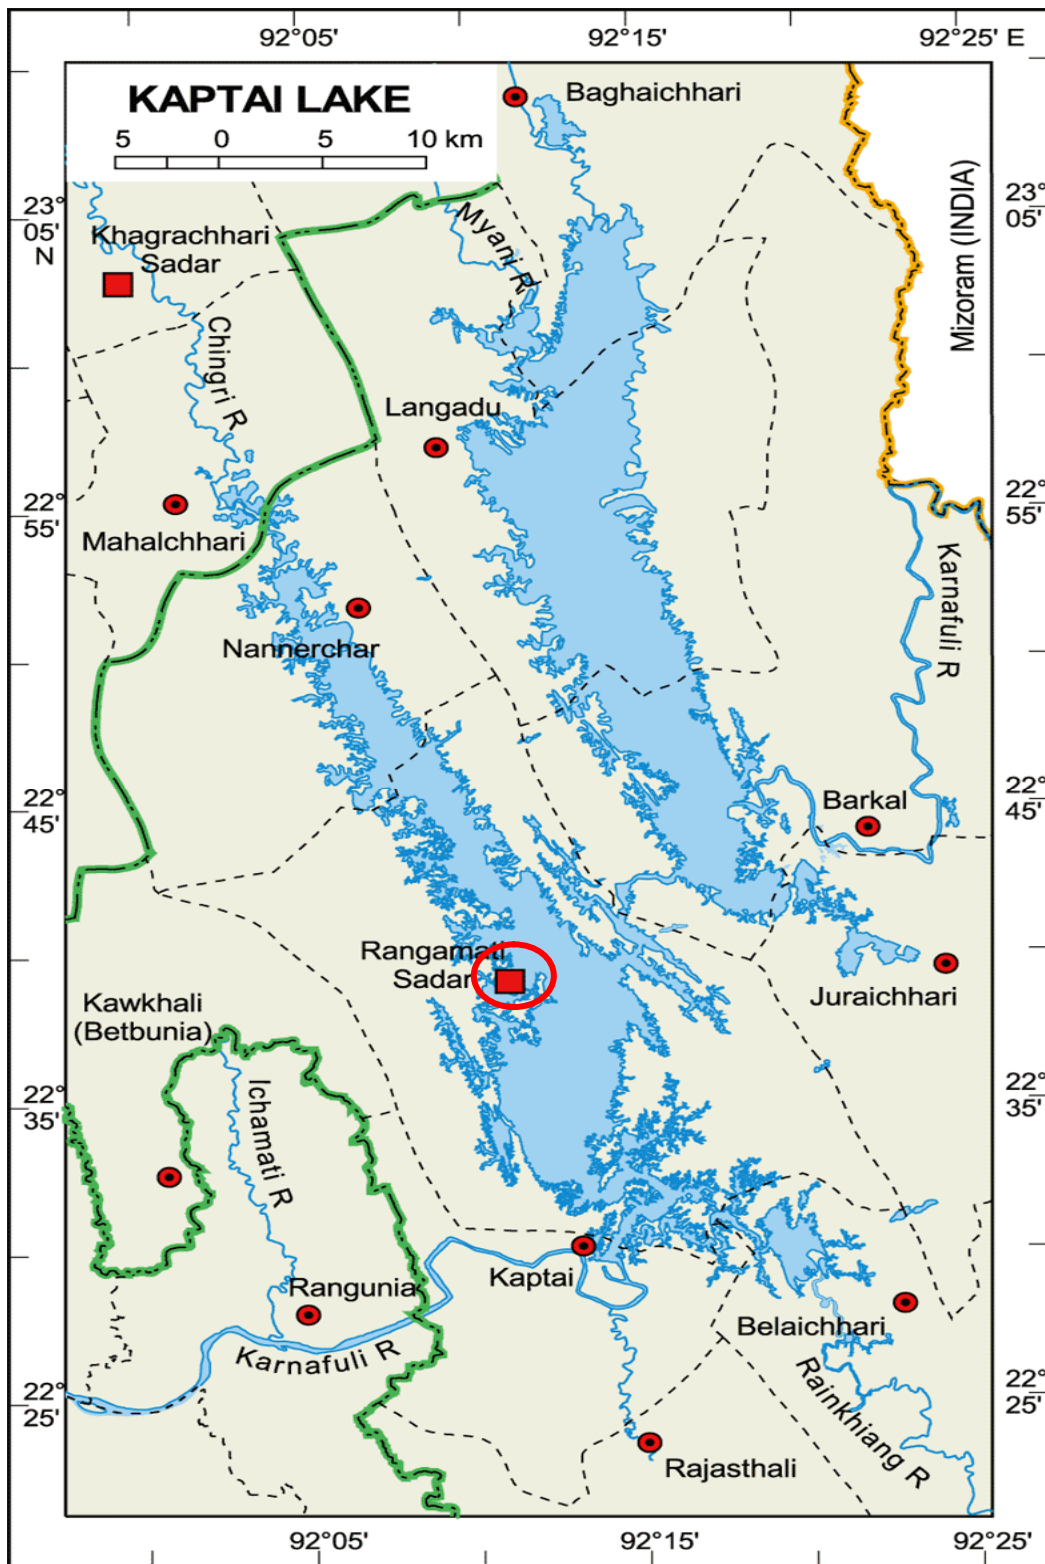 92°05'
92°15'
92°25' E
KAPTAI LAKE
5 0 5 10 km
Baghaichhari
23°
05'
N
23°
05'
Khagrachhari
Sadar
Myani R
Mizoram (INDIA)
Chingri R
Langadu
22°
55'
22°
55'
Mahalchhari
Karnafuli R
Nannerchar
22°
45'
Barkal
22°
45'
Rangamati
Sadar
Juraichhari
Kawkhali
(Betbunia)
22°
35'
22°
35'
Ichamati R
Kaptai
Rangunia
Belaichhari
Karnafuli R
Rainkhiang R
22°
25'
22°
25'
Rajasthali
92°05'
92°15'
92°25'